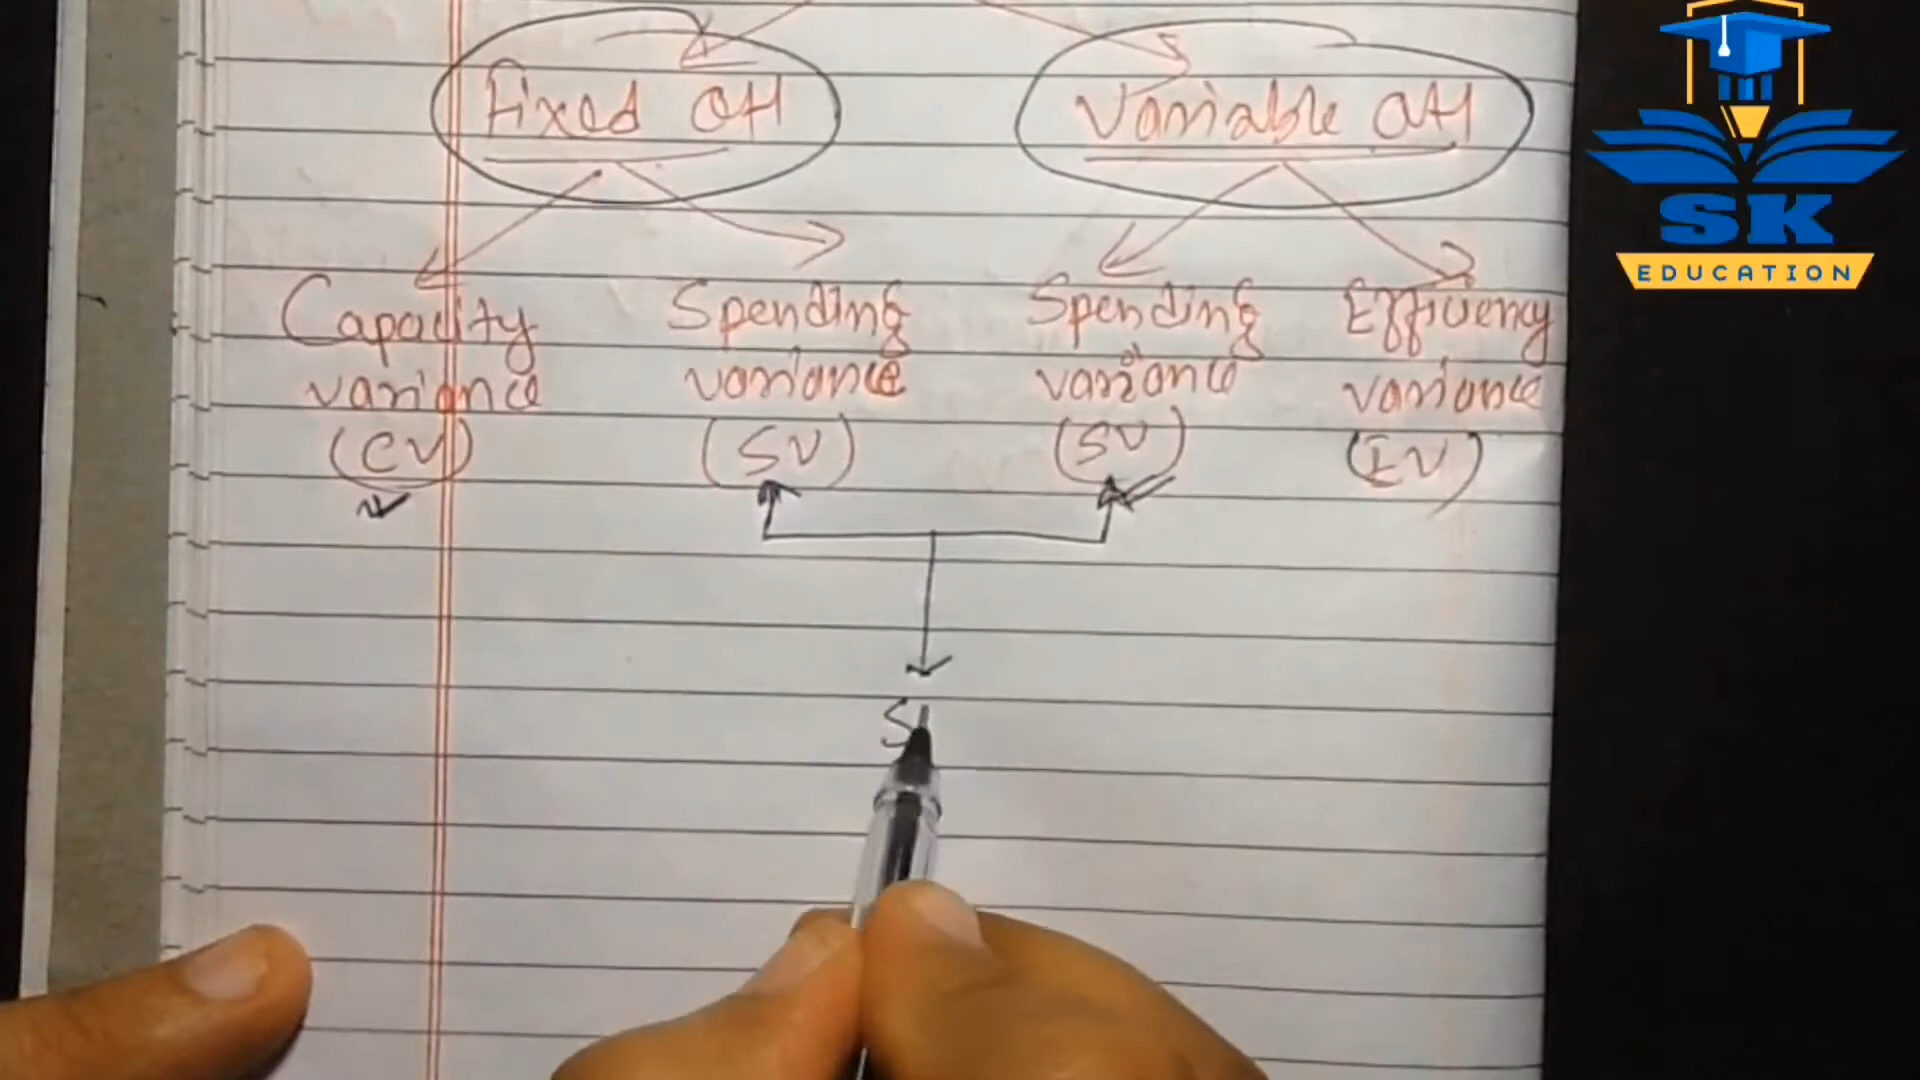 Fixed OH
Variable OH
Capacity
variance
(CV)
Spending
variance
(SV)
Spending
variance
(SV)
Efficiency
variance
(EV)
S
SK
EDUCATION